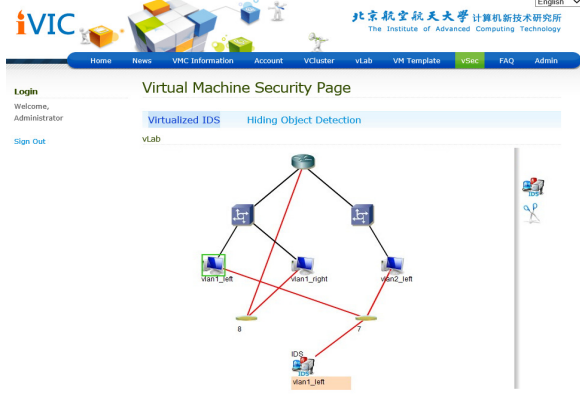 English
iVIC
北京航空航天大学 计算机新技术研究所
The Institute of Advanced Computing Technology
Home News VMC Information Account VCluster vLab VM Template vSec FAQ Admin
Login
Welcome,
Administrator
Sign Out
Virtual Machine Security Page
Virtualized IDS Hiding Object Detection
vLab
IDS
vlan1_left vlan1_right vlan2_left
8 7
IDS
IDS
vlan1_left